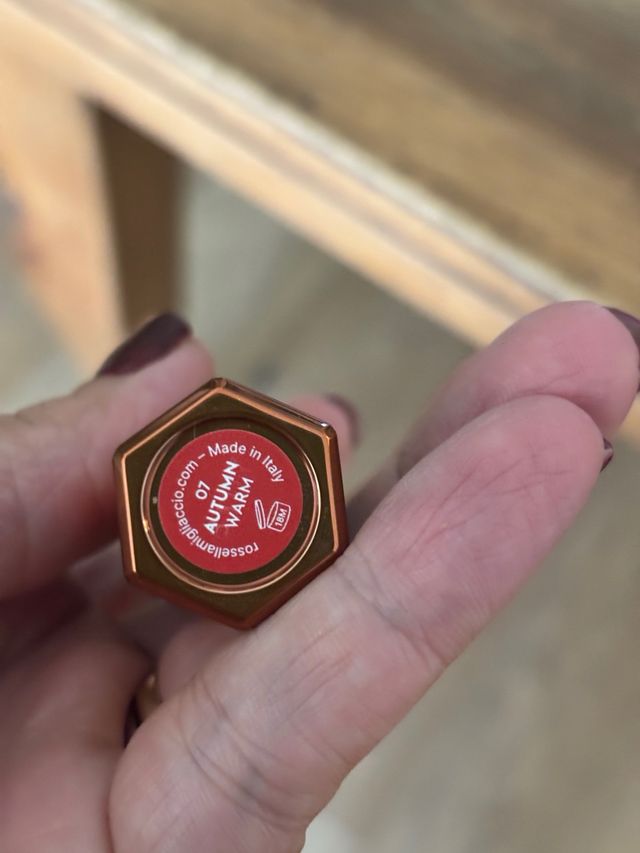 rossellamigliaccio.com – Made in Italy
07
AUTUMN
WARM
18M